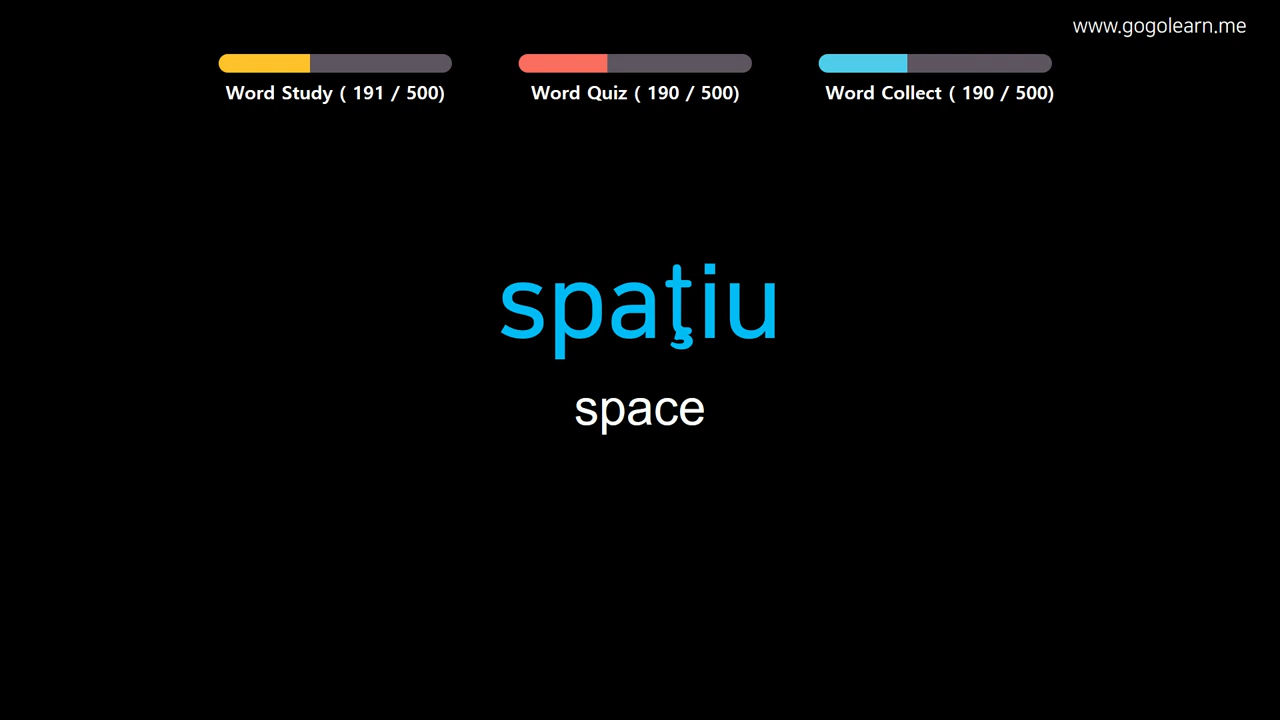 www.gogolearn.me
Word Study ( 191 / 500)
Word Quiz ( 190 / 500)
Word Collect ( 190 / 500)
spaţiu
space